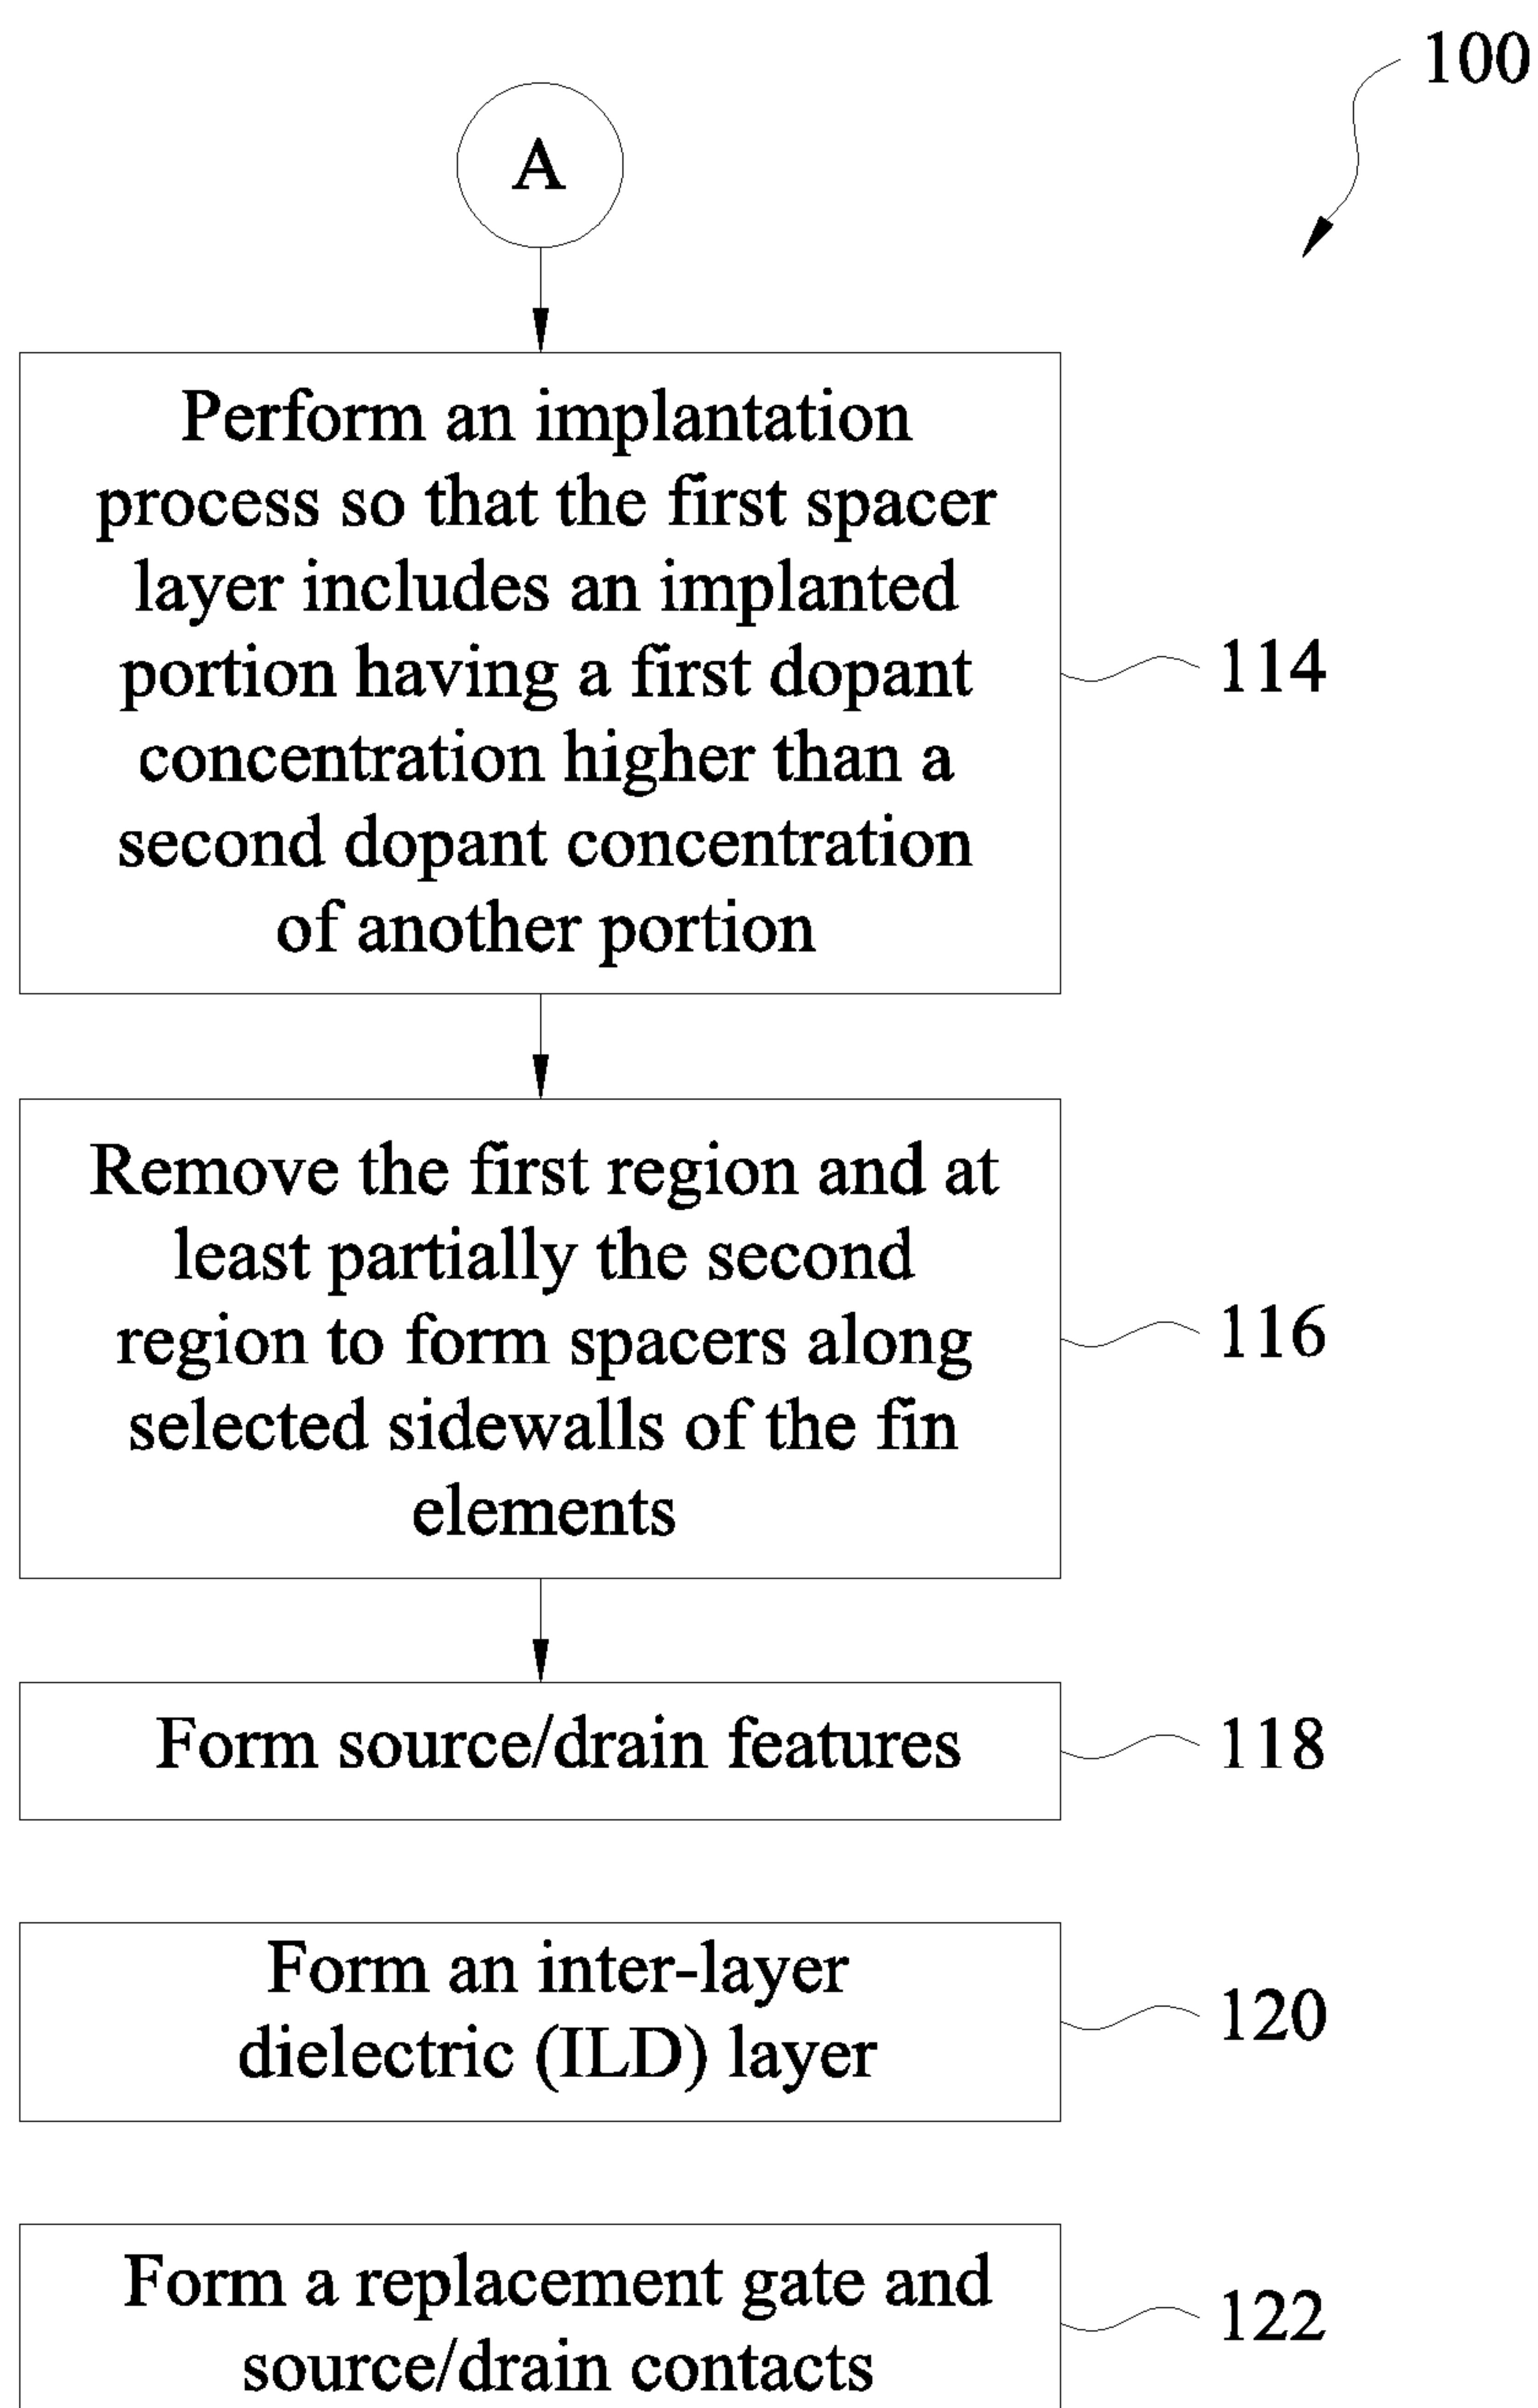 100
A
Perform an implantation
process so that the first spacer
layer includes an implanted
portion having a first dopant
concentration higher than a
second dopant concentration
of another portion
114
Remove the first region and at
least partially the second
region to form spacers along
selected sidewalls of the fin
elements
116
Form source/drain features
118
Form an inter-layer
dielectric (ILD) layer
120
Form a replacement gate and
source/drain contacts
122